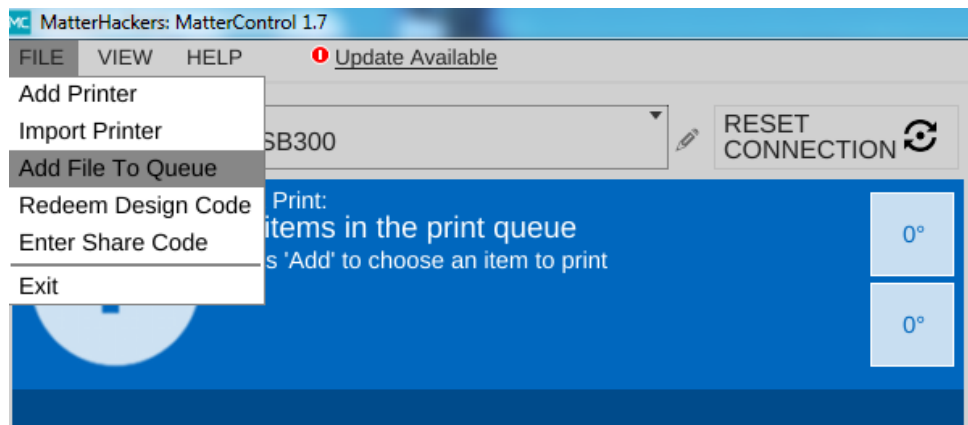 MC MatterHackers: MatterControl 1.7
FILE VIEW HELP ! Update Available
Add Printer
Import Printer
Add File To Queue
Redeem Design Code
Enter Share Code
Exit
SB300
RESET
CONNECTION
Print:
items in the print queue
s 'Add' to choose an item to print
0°
0°